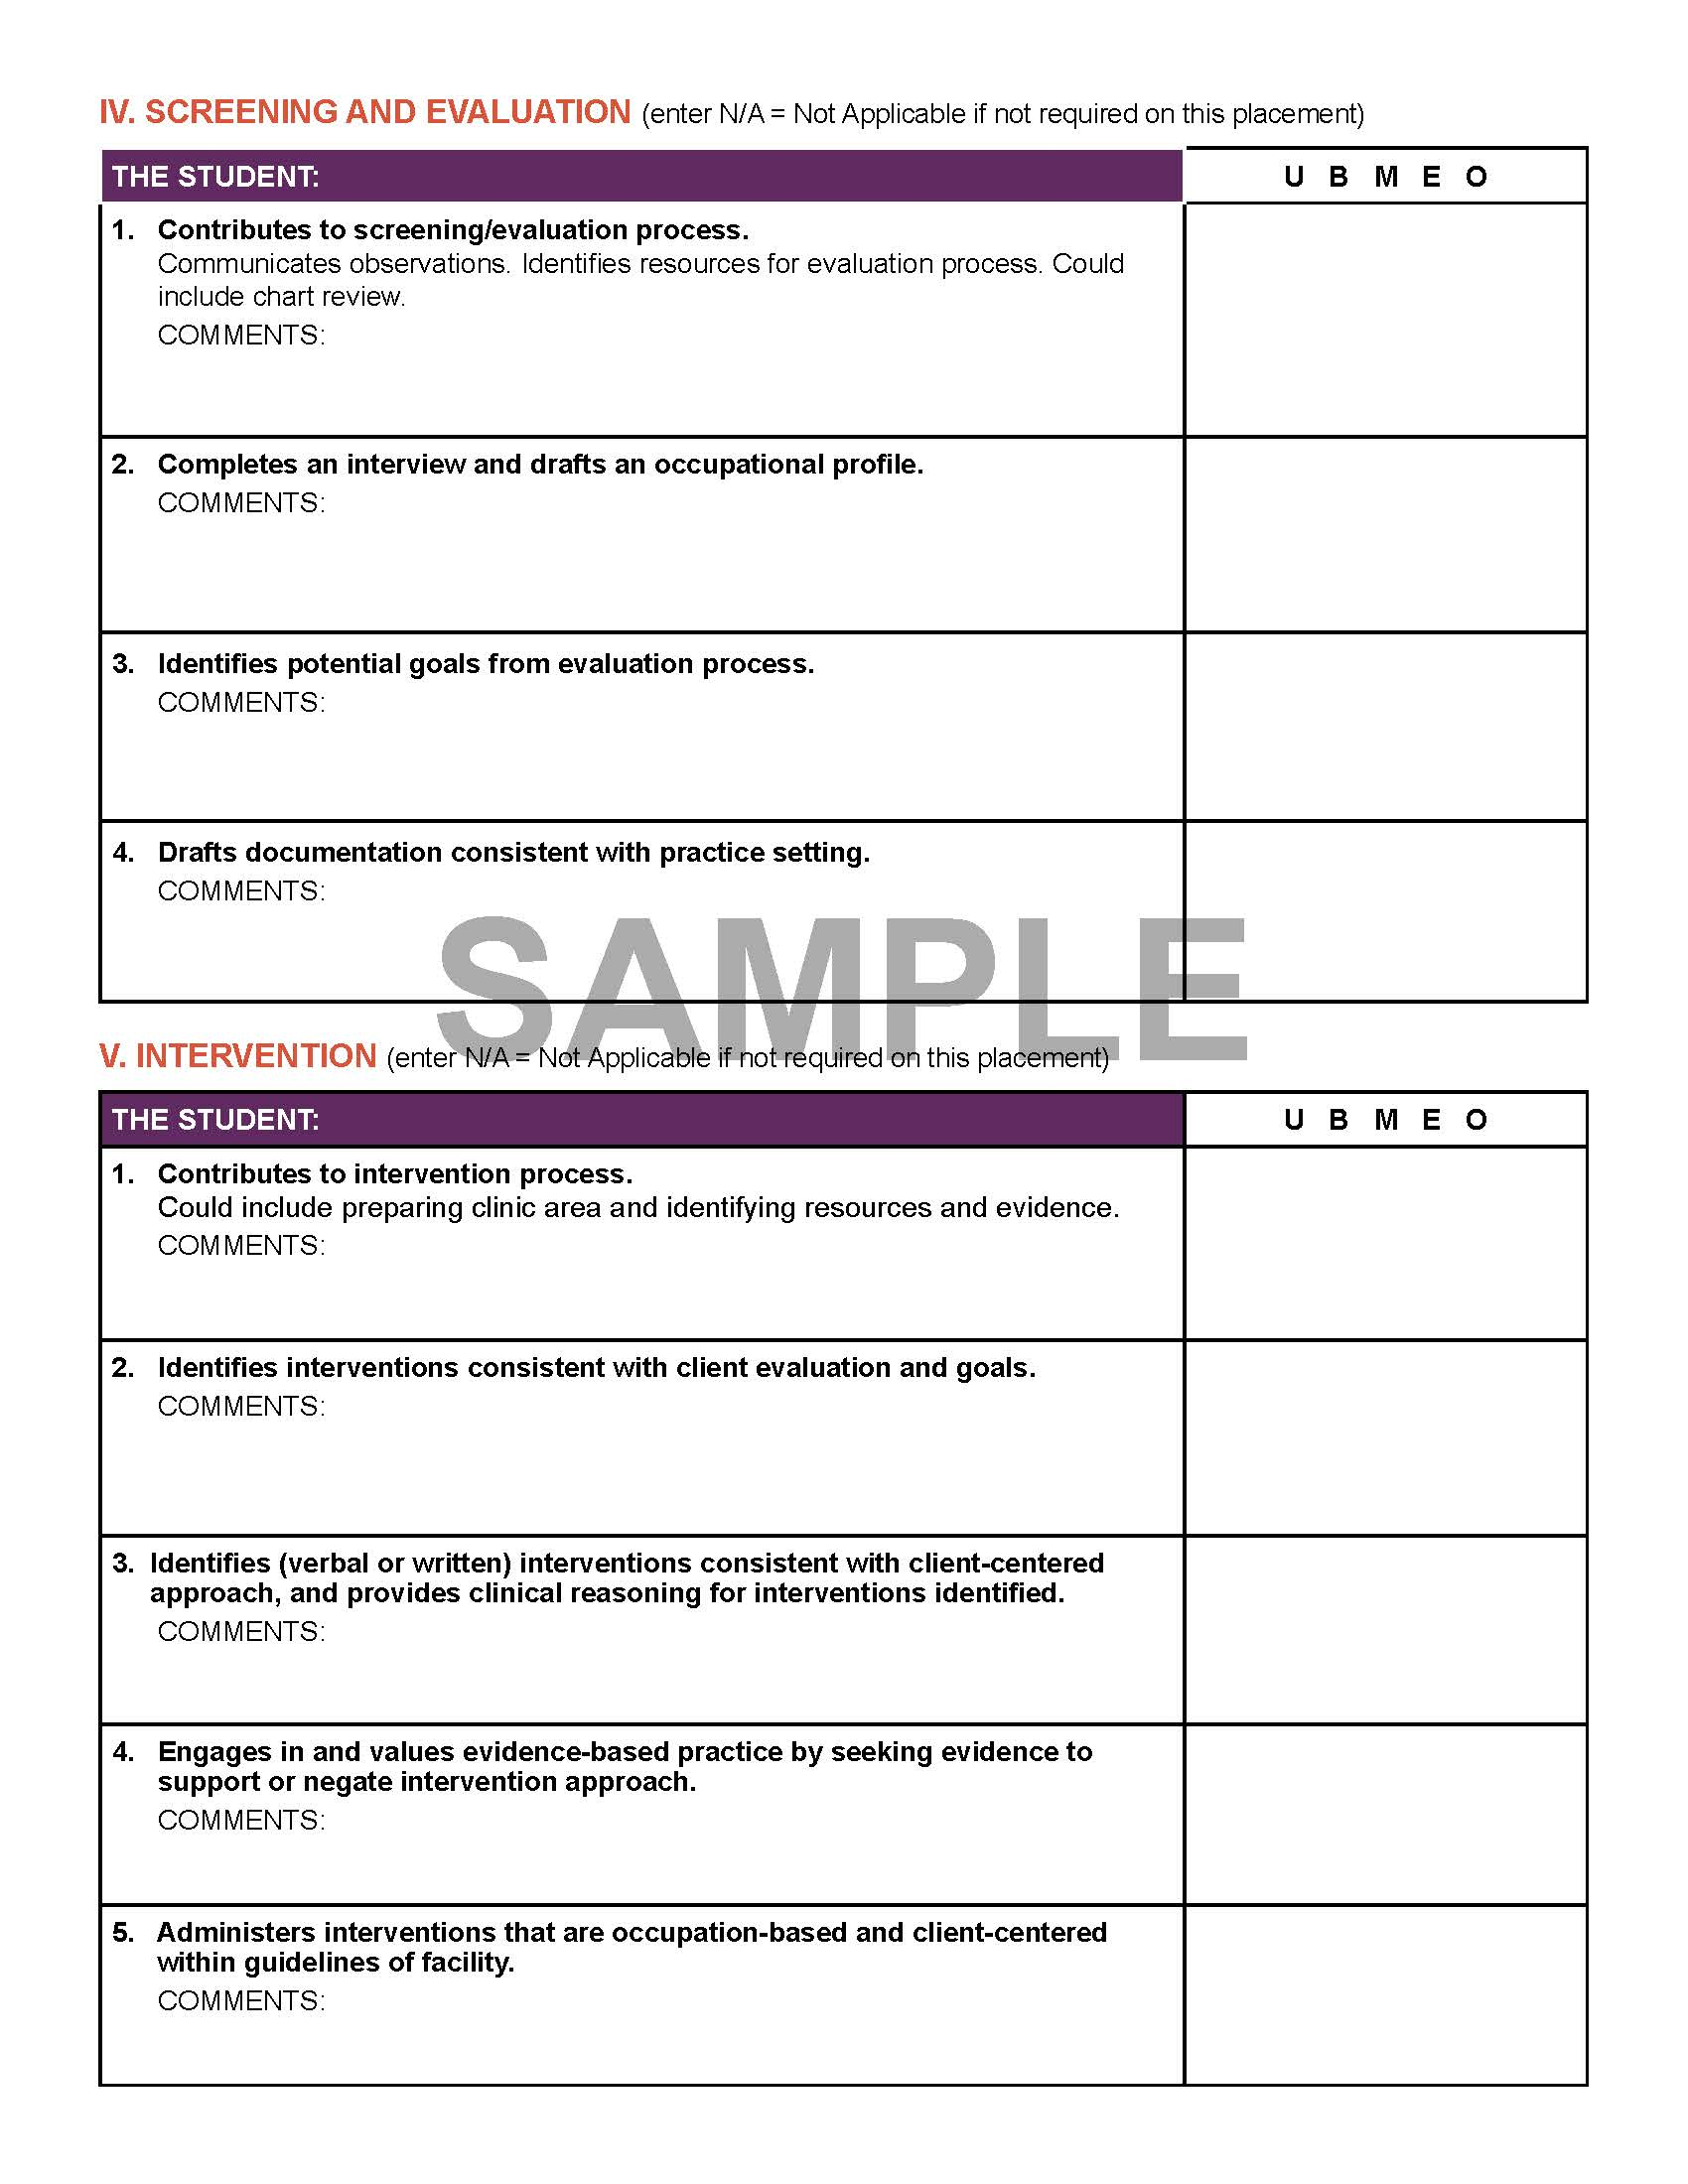 IV. SCREENING AND EVALUATION (enter N/A = Not Applicable if not required on this placement)
THE STUDENT:
U B M E O
1. Contributes to screening/evaluation process.
Communicates observations. Identifies resources for evaluation process. Could
include chart review.
COMMENTS:
2. Completes an interview and drafts an occupational profile.
COMMENTS:
3. Identifies potential goals from evaluation process.
COMMENTS:
4. Drafts documentation consistent with practice setting.
COMMENTS:
SAMPLE
V. INTERVENTION (enter N/A = Not Applicable if not required on this placement)
THE STUDENT:
U B M E O
1. Contributes to intervention process.
Could include preparing clinic area and identifying resources and evidence.
COMMENTS:
2. Identifies interventions consistent with client evaluation and goals.
COMMENTS:
3. Identifies (verbal or written) interventions consistent with client-centered
approach, and provides clinical reasoning for interventions identified.
COMMENTS:
4. Engages in and values evidence-based practice by seeking evidence to
support or negate intervention approach.
COMMENTS:
5. Administers interventions that are occupation-based and client-centered
within guidelines of facility.
COMMENTS: